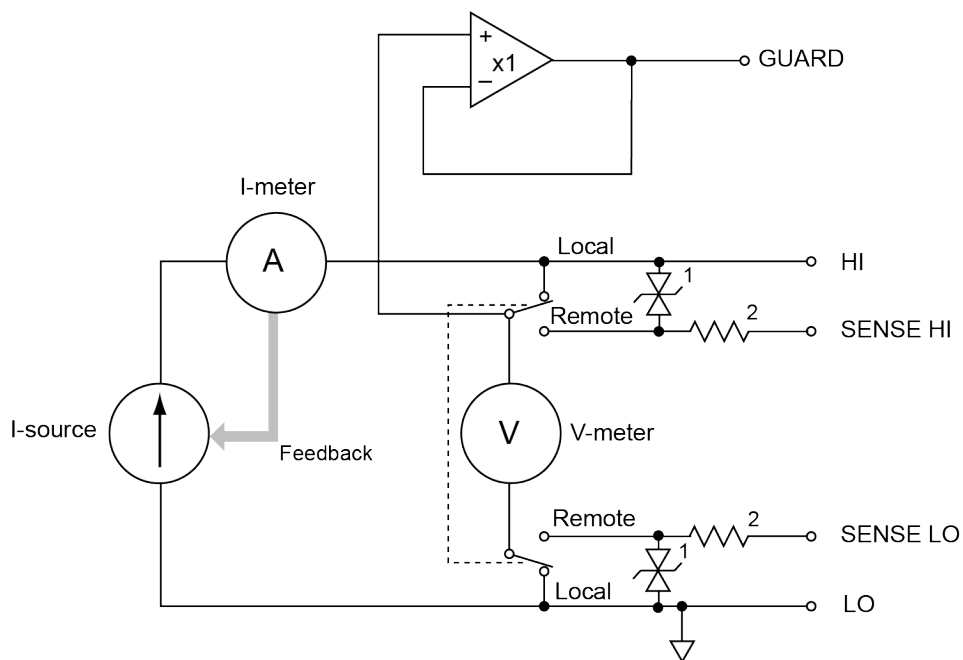 +
x1
–
GUARD
I-meter
A
Local
HI
1
Remote
2
SENSE HI
I-source
V
V-meter
Feedback
Remote
2
SENSE LO
1
Local
LO